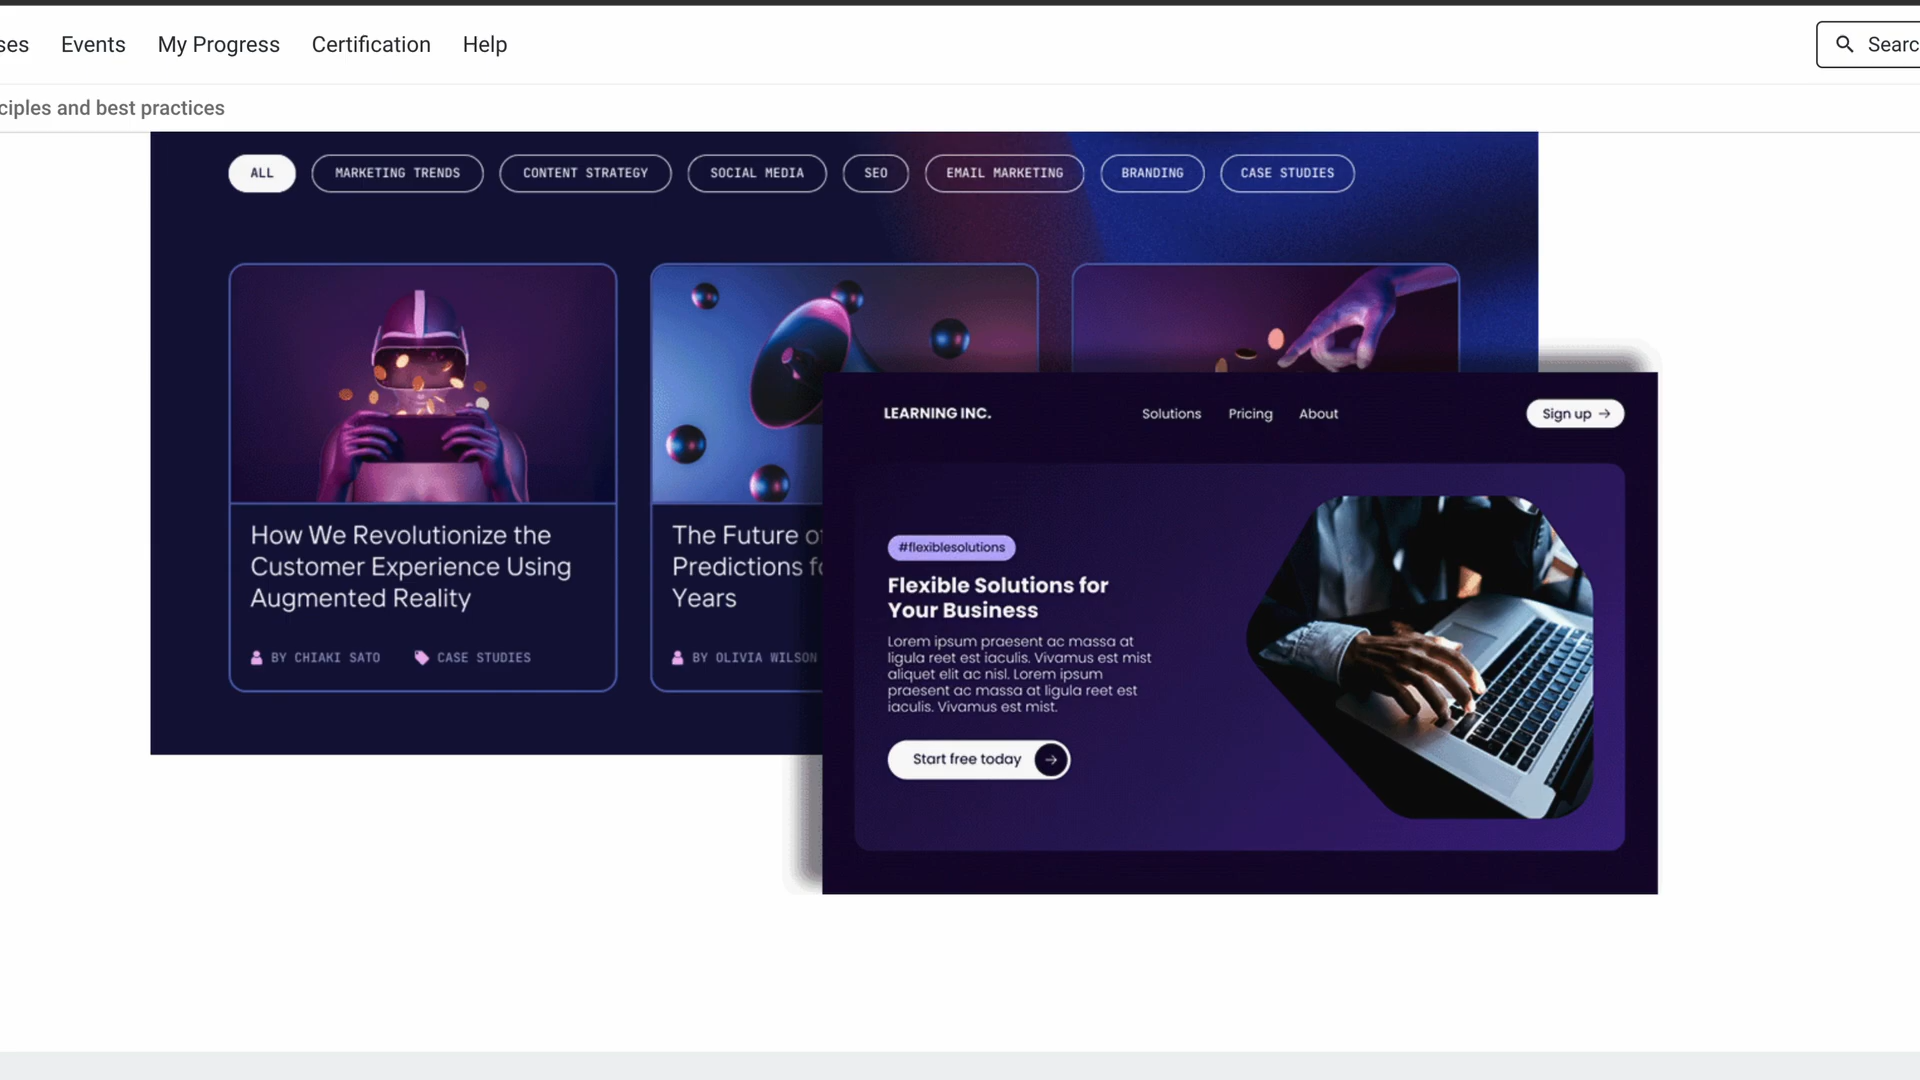 Events My Progress Certification Help
and best practices
ALL MARKETING TRENDS CONTENT STRATEGY SOCIAL MEDIA SEO EMAIL MARKETING BRANDING CASE STUDIES
How We Revolutionize the
Customer Experience Using
Augmented Reality
BY CHIAKI SATO CASE STUDIES
The Future
Predictions
Years
BY OLIVIA WILSON
LEARNING INC. Solutions Pricing About Sign up →
#flexiblesolutions
Flexible Solutions for
Your Business
Lorem ipsum praesent ac massa at
ligula reet est iaculis. Vivamus est mist
aliquet elit ac nisl. Lorem ipsum
praesent ac massa at ligula reet est
iaculis. Vivamus est mist.
Start free today →